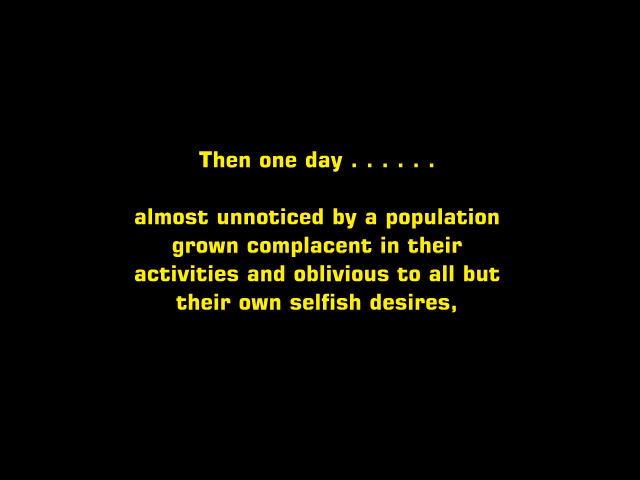 Then one day . . . . . .
almost unnoticed by a population
grown complacent in their
activities and oblivious to all but
their own selfish desires,